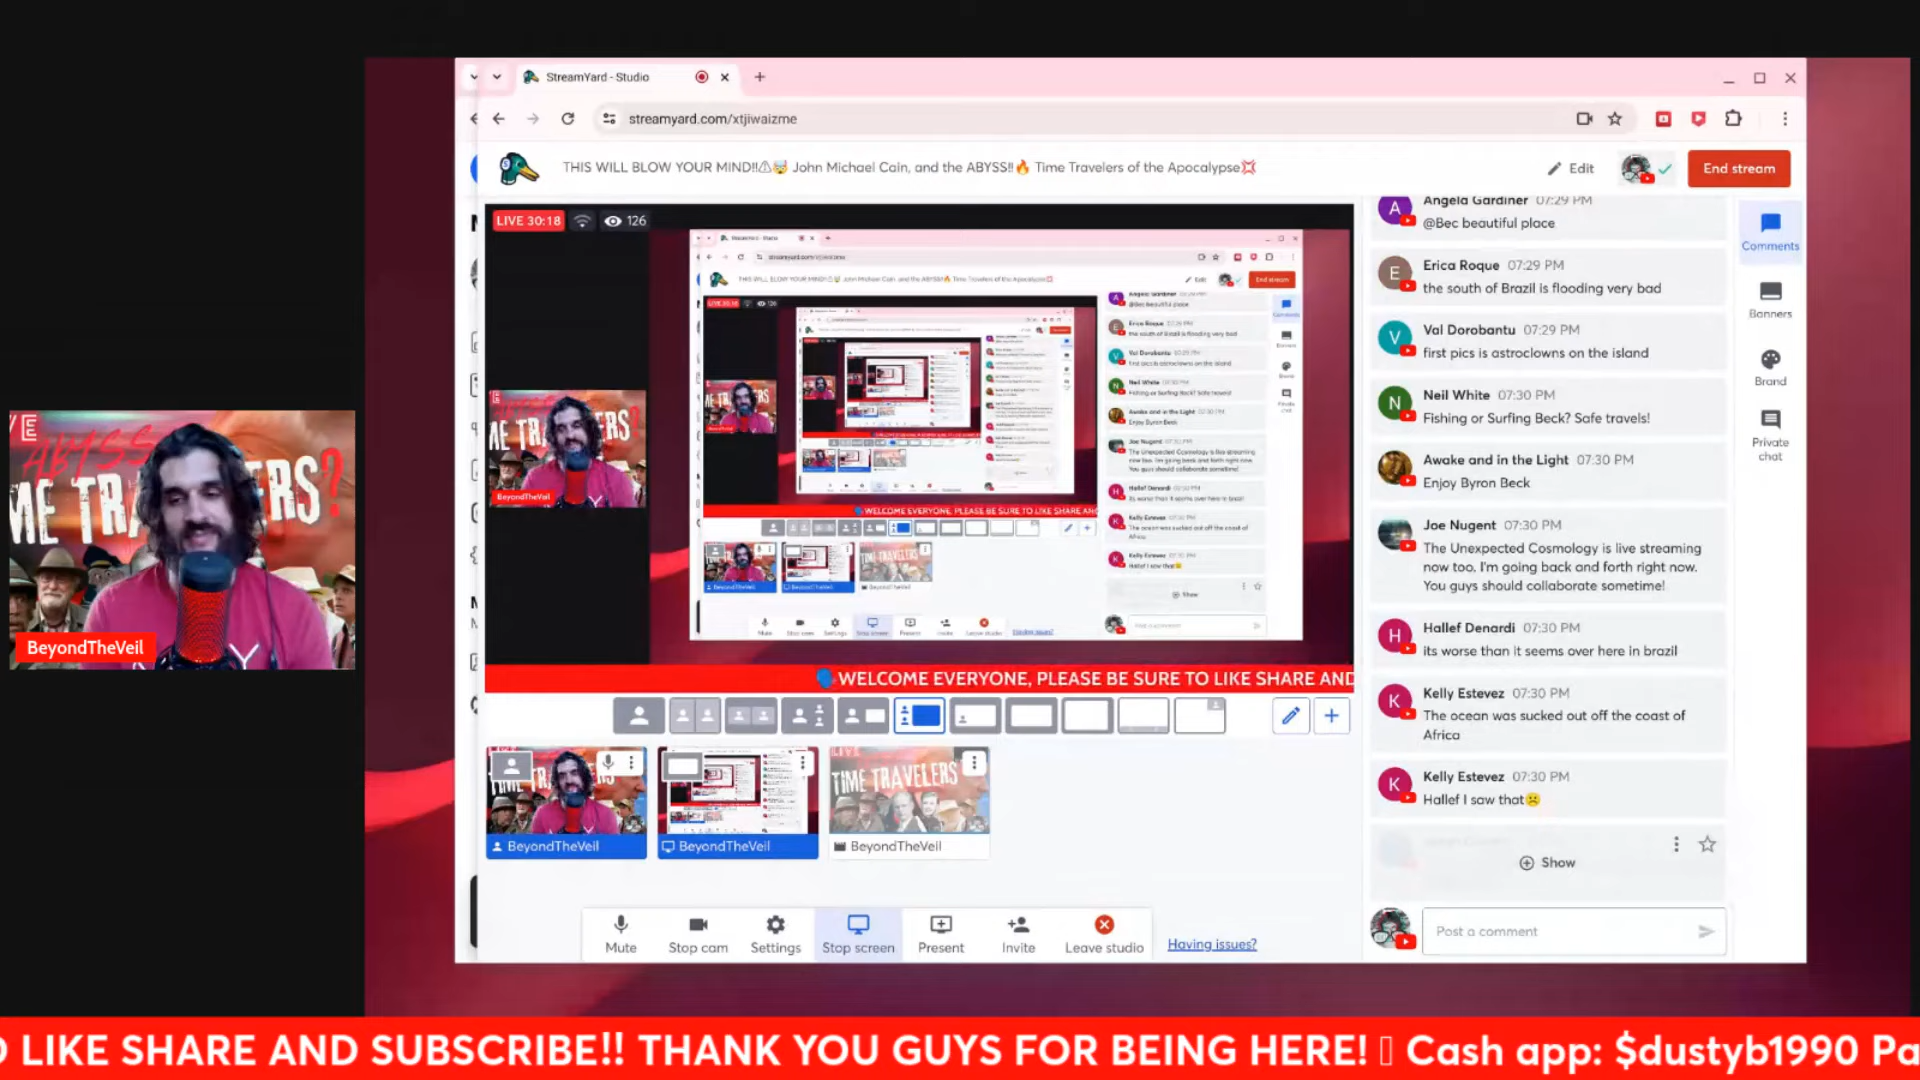 StreamYard - Studio
streamyard.com/xtjiwaizme
THIS WILL BLOW YOUR MIND!!⚠🤯 John Michael Cain, and the ABYSS!!🔥 Time Travelers of the Apocalypse💢
Edit
End stream
LIVE 30:18
126
Angela Gardiner 07:29 PM
@Bec beautiful place
Erica Roque 07:29 PM
the south of Brazil is flooding very bad
Val Dorobantu 07:29 PM
first pics is astroclowns on the island
Neil White 07:30 PM
Fishing or Surfing Beck? Safe travels!
Awake and in the Light 07:30 PM
Enjoy Byron Beck
Joe Nugent 07:30 PM
The Unexpected Cosmology is live streaming
now too. I'm going back and forth right now.
You guys should collaborate sometime!
Hallef Denardi 07:30 PM
its worse than it seems over here in brazil
Kelly Estevez 07:30 PM
The ocean was sucked out off the coast of
Africa
Kelly Estevez 07:30 PM
Hallef I saw that☹️
Show
Post a comment
Comments
Banners
Brand
Private
chat
BeyondTheVeil
🗣WELCOME EVERYONE, PLEASE BE SURE TO LIKE SHARE AND
TIME TRAVELERS
BeyondTheVeil
BeyondTheVeil
BeyondTheVeil
Mute
Stop cam
Settings
Stop screen
Present
Invite
Leave studio
Having issues?
ABYSS
ME TRA ERS?
BeyondTheVeil
LIKE SHARE AND SUBSCRIBE!! THANK YOU GUYS FOR BEING HERE! Cash app: $dustyb1990 Pa